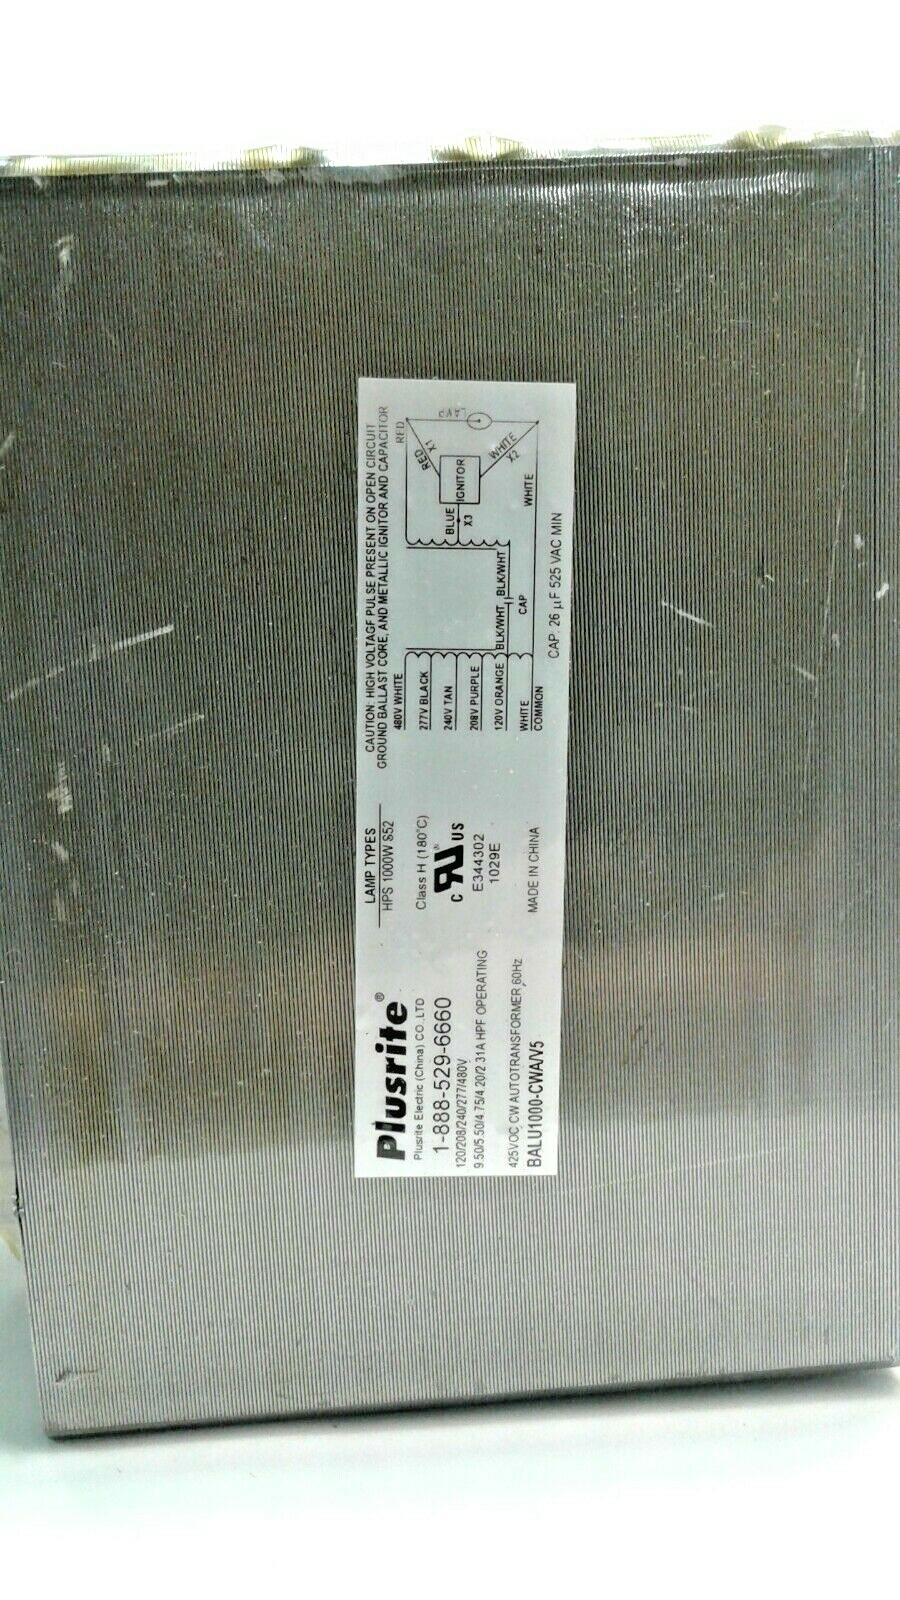 Plusrite®
Plusrite Electric (China) CO.,LTD
1-888-529-6660
120/208/240/277/480V
9.50/5.50/4.75/4.20/2.31A HPF OPERATING
425VOC, CW AUTOTRANSFORMER, 60Hz
BALU1000-CWA/V5
LAMP TYPES
HPS 1000W S52
Class H (180°C)
C RU US
E344302
1029E
MADE IN CHINA
CAUTION: HIGH VOLTAGF PULSE PRESENT ON OPEN CIRCUIT
GROUND BALLAST CORE, AND METALLIC IGNITOR AND CAPACITOR
480V WHITE
277V BLACK
240V TAN
208V PURPLE
120V ORANGE
WHITE
COMMON
BLK/WHT
BLK/WHT
CAP
BLUE
X3
IGNITOR
RED
RED
X1
LAMP
WHITE
X2
WHITE
CAP. 26 µF 525 VAC MIN